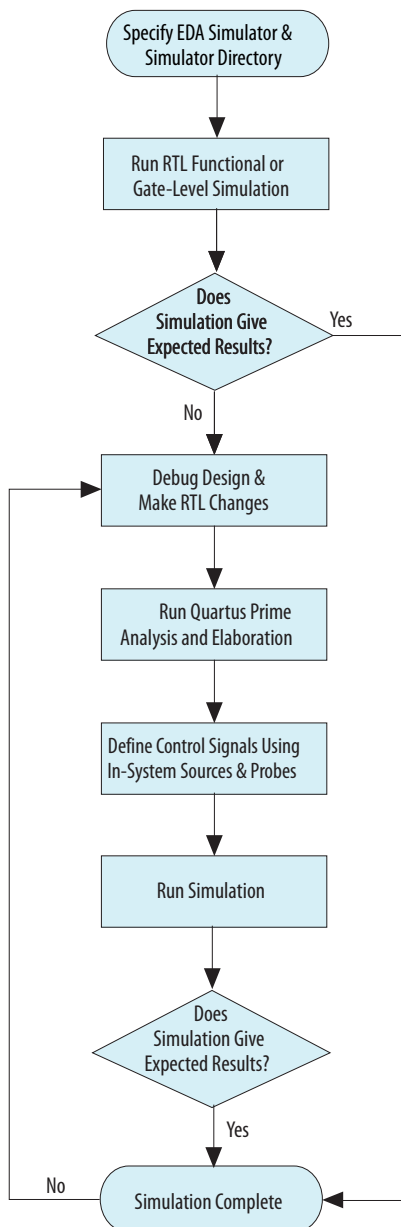 Specify EDA Simulator &
Simulator Directory
Run RTL Functional or
Gate-Level Simulation
Does
Simulation Give
Expected Results?
Yes
No
Debug Design &
Make RTL Changes
Run Quartus Prime
Analysis and Elaboration
Define Control Signals Using
In-System Sources & Probes
Run Simulation
Does
Simulation Give
Expected Results?
Yes
No
Simulation Complete